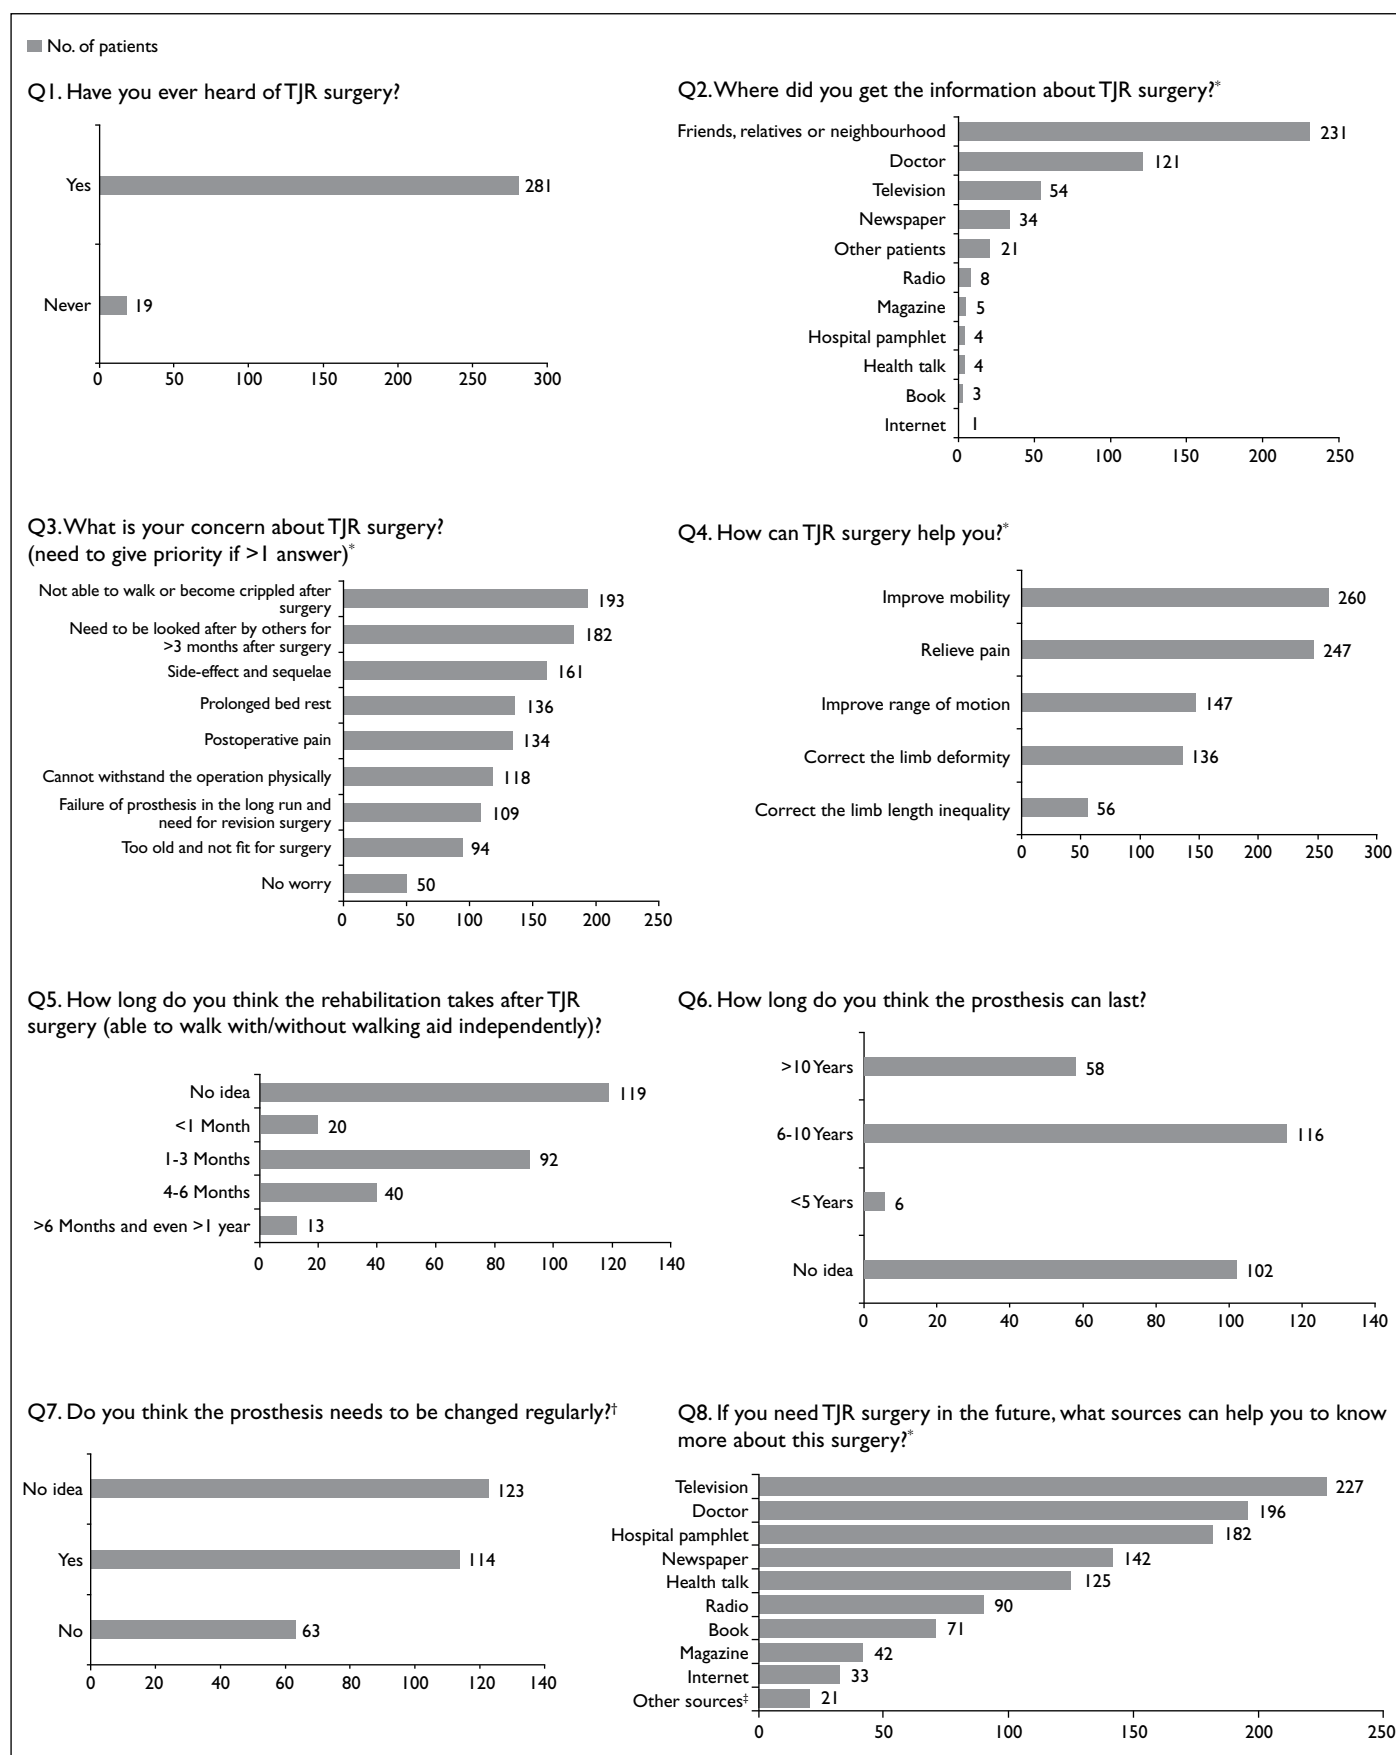 No. of patients
Q1. Have you ever heard of TJR surgery?
Yes
281
Never
19
0 50 100 150 200 250 300
Q2. Where did you get the information about TJR surgery?*
Friends, relatives or neighbourhood
231
Doctor
121
Television
54
Newspaper
34
Other patients
21
Radio
8
Magazine
5
Hospital pamphlet
4
Health talk
4
Book
3
Internet
1
0 50 100 150 200 250
Q3. What is your concern about TJR surgery?
(need to give priority if >1 answer)*
Not able to walk or become crippled after
surgery
193
Need to be looked after by others for
>3 months after surgery
182
Side-effect and sequelae
161
Prolonged bed rest
136
Postoperative pain
134
Cannot withstand the operation physically
118
Failure of prosthesis in the long run and
need for revision surgery
109
Too old and not fit for surgery
94
No worry
50
0 50 100 150 200 250
Q4. How can TJR surgery help you?*
Improve mobility
260
Relieve pain
247
Improve range of motion
147
Correct the limb deformity
136
Correct the limb length inequality
56
0 50 100 150 200 250 300
Q5. How long do you think the rehabilitation takes after TJR
surgery (able to walk with/without walking aid independently)?
No idea
119
<1 Month
20
1-3 Months
92
4-6 Months
40
>6 Months and even >1 year
13
0 20 40 60 80 100 120 140
Q6. How long do you think the prosthesis can last?
>10 Years
58
6-10 Years
116
<5 Years
6
No idea
102
0 20 40 60 80 100 120 140
Q7. Do you think the prosthesis needs to be changed regularly?†
No idea
123
Yes
114
No
63
0 20 40 60 80 100 120 140
Q8. If you need TJR surgery in the future, what sources can help you to know
more about this surgery?*
Television
227
Doctor
196
Hospital pamphlet
182
Newspaper
142
Health talk
125
Radio
90
Book
71
Magazine
42
Internet
33
Other sources‡
21
0 50 100 150 200 250